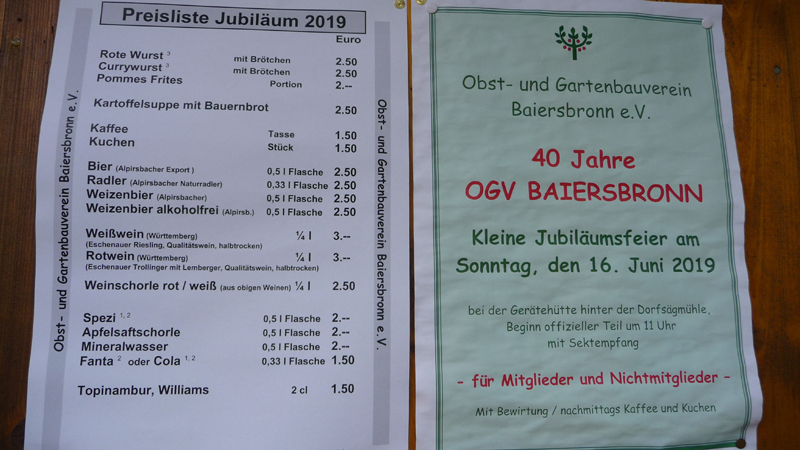 Preisliste Jubiläum 2019
Euro
Rote Wurst ³ mit Brötchen 2.50
Currywurst ³ mit Brötchen 2.50
Pommes Frites Portion 2.--
Kartoffelsuppe mit Bauernbrot 2.50
Kaffee Tasse 1.50
Kuchen Stück 1.50
Bier (Alpirsbacher Export ) 0,5 l Flasche 2.50
Radler (Alpirsbacher Naturradler) 0,33 l Flasche 2.50
Weizenbier (Alpirsbacher) 0,5 l Flasche 2.50
Weizenbier alkoholfrei (Alpirsb.) 0,5 l Flasche 2.50
Weißwein (Württemberg) ¼ l 3.--
(Eschenauer Riesling, Qualitätswein, halbtrocken)
Rotwein (Württemberg) ¼ l 3.--
(Eschenauer Trollinger mit Lemberger, Qualitätswein, halbtrocken)
Weinschorle rot / weiß (aus obigen Weinen) ¼ l 2.50
Spezi ¹, ² 0,5 l Flasche 2.--
Apfelsaftschorle 0,5 l Flasche 2.--
Mineralwasser 0,5 l Flasche 2.--
Fanta ² oder Cola ¹, ² 0,33 l Flasche 1.50
Topinambur, Williams 2 cl 1.50
Obst- und Gartenbauverein Baiersbronn e.V.
Obst- und Gartenbauverein Baiersbronn e.V.
Obst- und Gartenbauverein
Baiersbronn e.V.
40 Jahre
OGV BAIERSBRONN
Kleine Jubiläumsfeier am
Sonntag, den 16. Juni 2019
bei der Gerätehütte hinter der Dorfsägmühle,
Beginn offizieller Teil um 11 Uhr
mit Sektempfang
- für Mitglieder und Nichtmitglieder -
Mit Bewirtung / nachmittags Kaffee und Kuchen